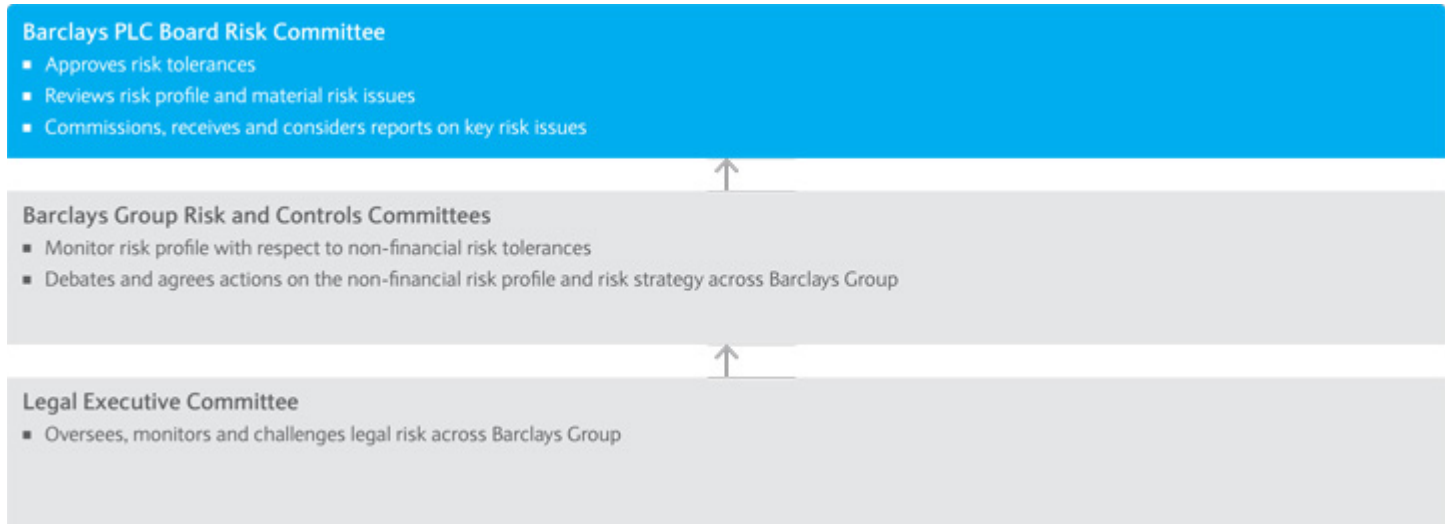 Barclays PLC Board Risk Committee
▪ Approves risk tolerances
▪ Reviews risk profile and material risk issues
▪ Commissions, receives and considers reports on key risk issues
Barclays Group Risk and Controls Committees
▪ Monitor risk profile with respect to non-financial risk tolerances
▪ Debates and agrees actions on the non-financial risk profile and risk strategy across Barclays Group
Legal Executive Committee
▪ Oversees, monitors and challenges legal risk across Barclays Group